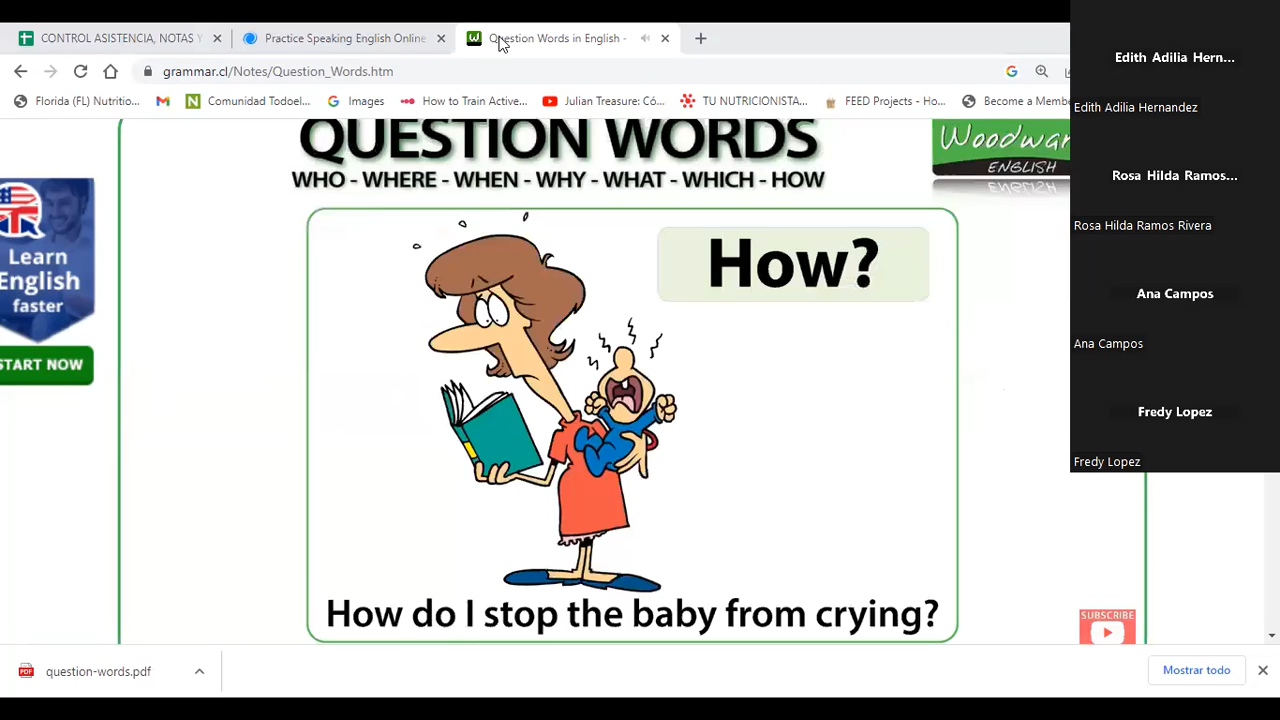 CONTROL ASISTENCIA, NOTAS Y
Practice Speaking English Online
Question Words in English -
grammar.cl/Notes/Question_Words.htm
Florida (FL) Nutritio...
Comunidad Todoel...
Images
How to Train Active...
Julian Treasure: Có...
TU NUTRICIONISTA...
FEED Projects - Ho...
Become a Membe
QUESTION WORDS
WHO - WHERE - WHEN - WHY - WHAT - WHICH - HOW
Woodwar
ENGLISH
Learn
English
faster
START NOW
How?
How do I stop the baby from crying?
SUBSCRIBE
Edith Adilia Hern...
Edith Adilia Hernandez
Rosa Hilda Ramos...
Rosa Hilda Ramos Rivera
Ana Campos
Ana Campos
Fredy Lopez
Fredy Lopez
question-words.pdf
Mostrar todo